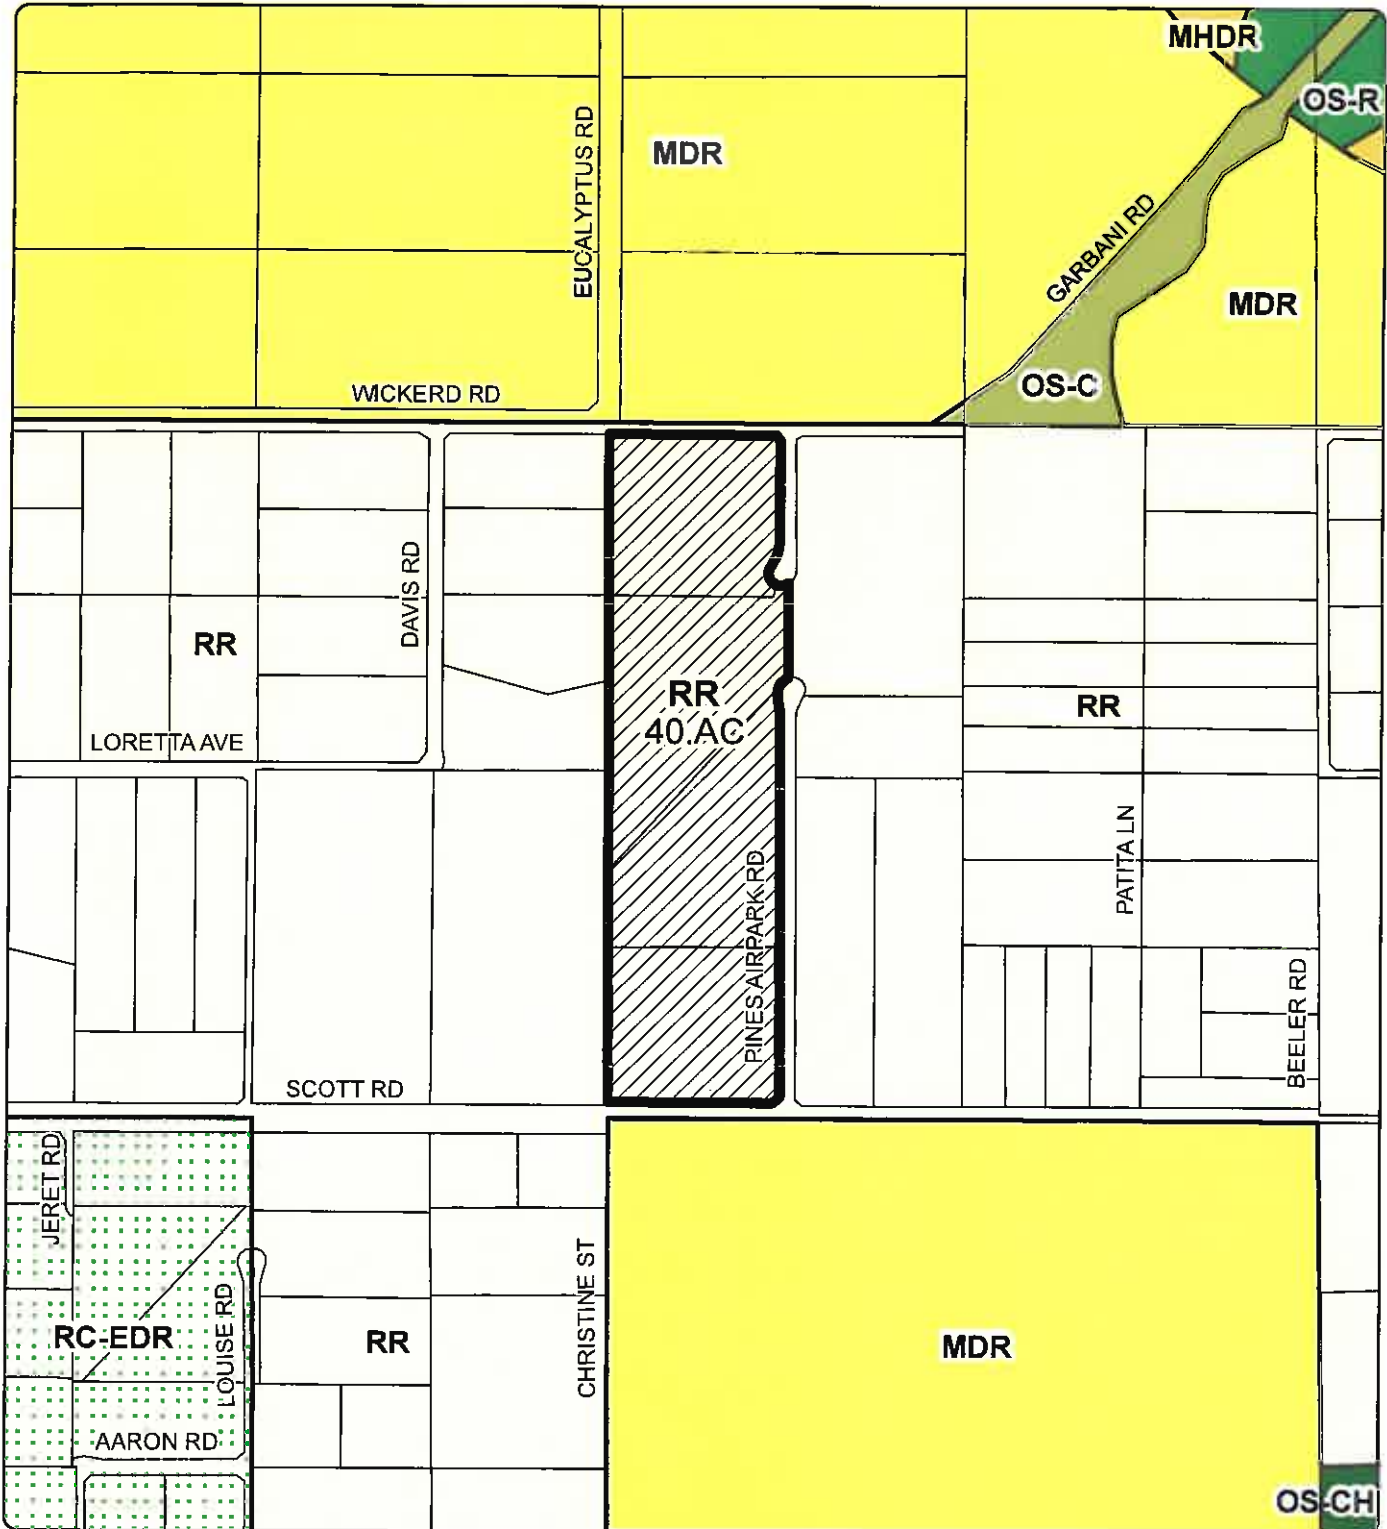 MHDR
OS-R
EUCALYPTUS RD
MDR
GARBANI RD
MDR
OS-C
WICKERD RD
DAVIS RD
RR
RR
40.AC
RR
LORETTA AVE
PATITA LN
PINES AIRPARK RD
BEELER RD
SCOTT RD
JERET RD
CHRISTINE ST
LOUISE RD
RC-EDR
RR
MDR
AARON RD
OS-CH